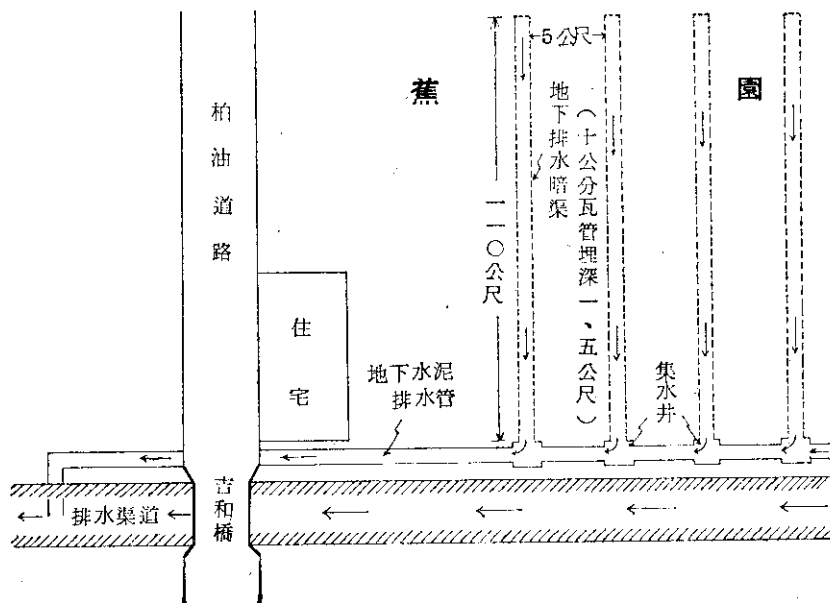 蕉
園
5公尺
柏油道路
一一〇公尺
地下排水暗渠
（十公分瓦管埋深一、五公尺）
住宅
地下水泥
排水管
集水井
吉和橋
排水渠道